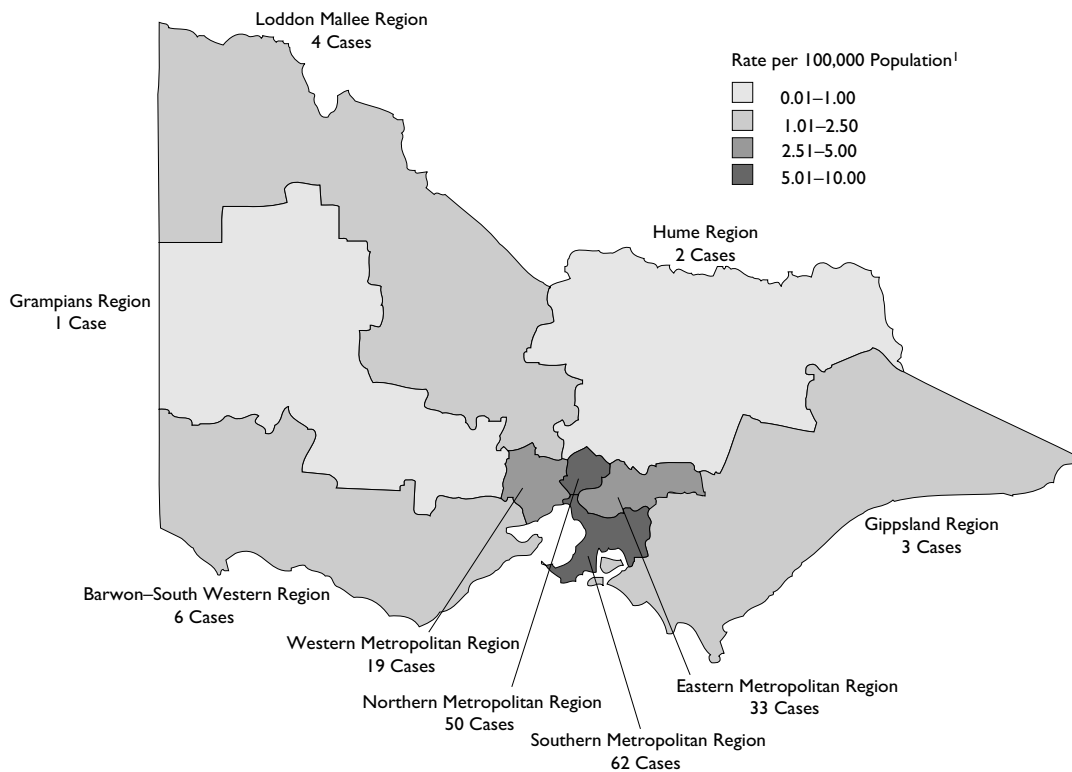 Loddon Mallee Region
4 Cases
Rate per 100,000 Population¹
0.01–1.00
1.01–2.50
2.51–5.00
5.01–10.00
Hume Region
2 Cases
Grampians Region
1 Case
Gippsland Region
3 Cases
Barwon–South Western Region
6 Cases
Western Metropolitan Region
19 Cases
Northern Metropolitan Region
50 Cases
Eastern Metropolitan Region
33 Cases
Southern Metropolitan Region
62 Cases